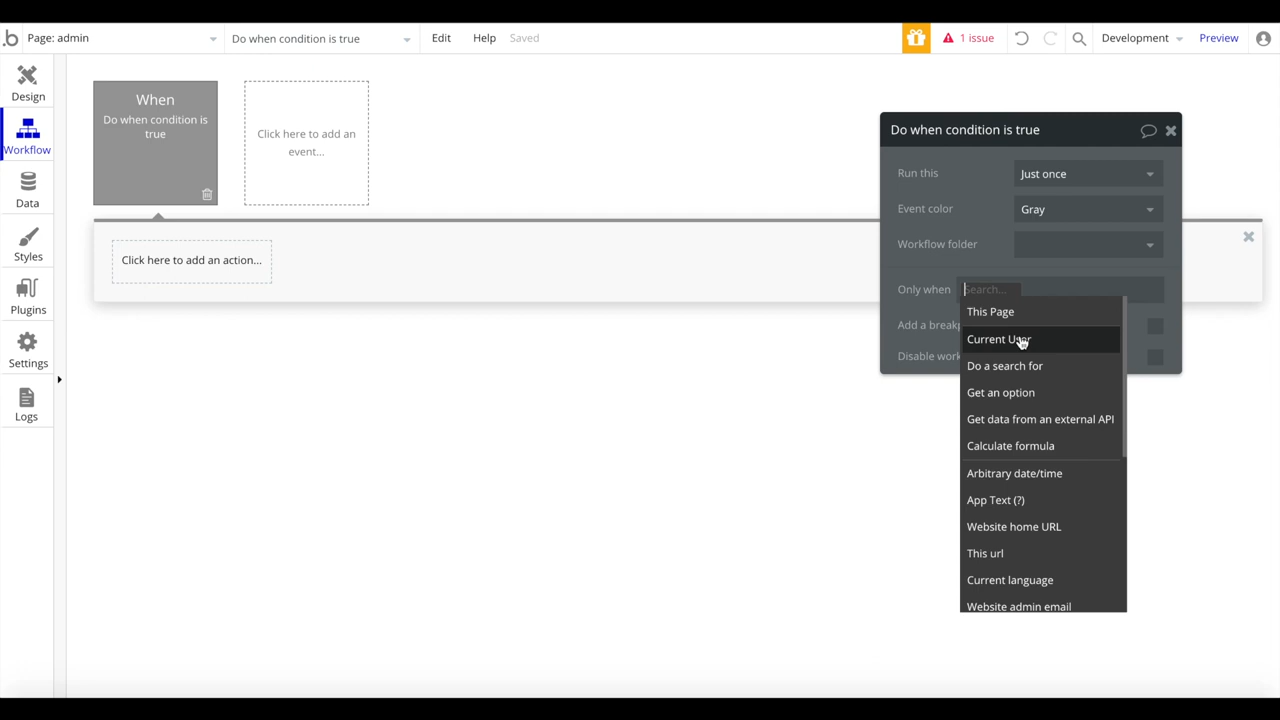 b
Page: admin
Do when condition is true
Edit
Help
Saved
1 issue
Development
Preview
Design
Workflow
Data
Styles
Plugins
Settings
Logs
When
Do when condition is
true
Click here to add an
event...
Click here to add an action...
Do when condition is true
Run this
Just once
Event color
Gray
Workflow folder
Only when
Search...
Add a breakp
Disable work
This Page
Current User
Do a search for
Get an option
Get data from an external API
Calculate formula
Arbitrary date/time
App Text (?)
Website home URL
This url
Current language
Website admin email